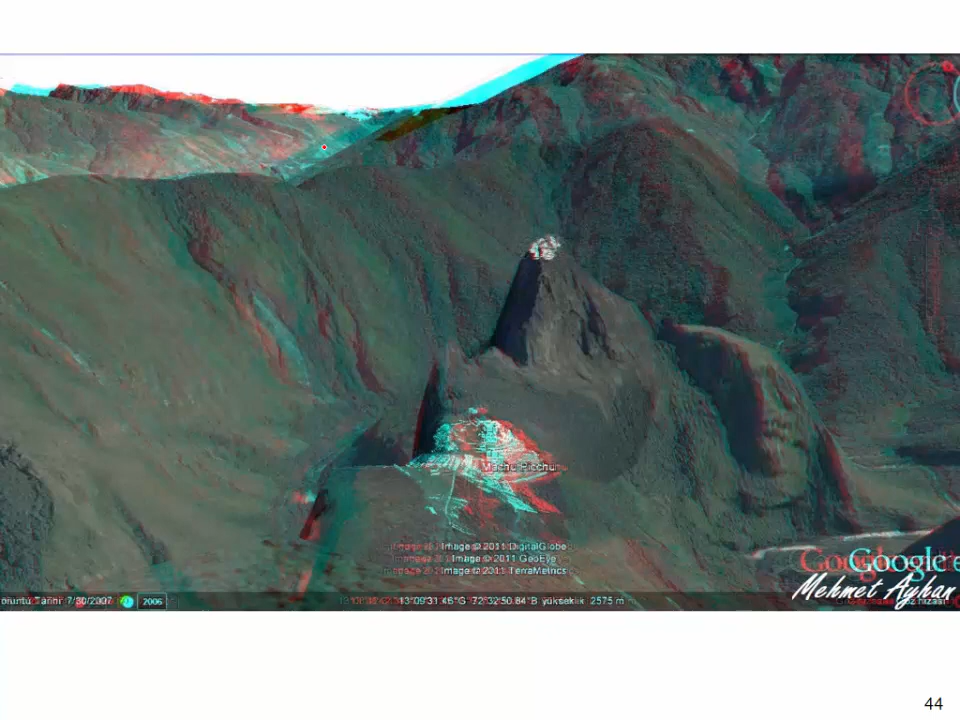 Machu Picchu
Image © 2011 DigitalGlobe
Image © 2011 GeoEye
Image © 2011 TerraMetrics
Google
Mehmet Ayhan
7/30/2007 2006 13°09'31.46"G 72°32'50.84"B yükseklik 2575 m
44